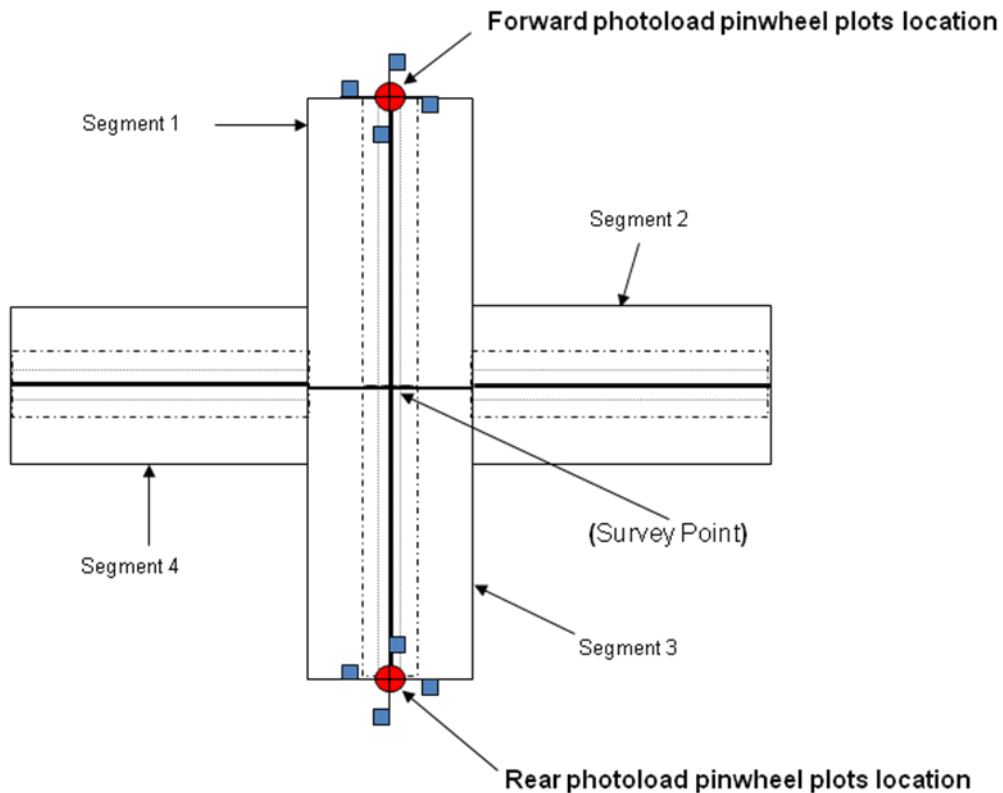 Forward photoload pinwheel plots location
Segment 1
Segment 2
(Survey Point)
Segment 4
Segment 3
Rear photoload pinwheel plots location